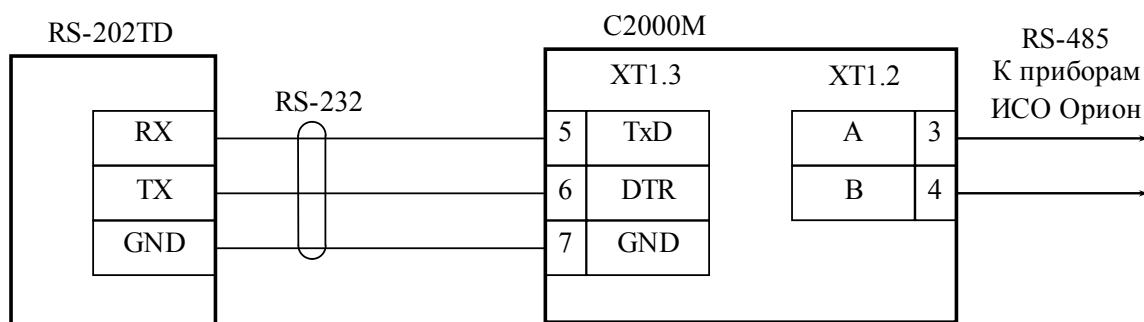 RS-202TD
RX
TX
GND
RS-232
С2000М
XT1.3
XT1.2
5 TxD
6 DTR
7 GND
A 3
B 4
RS-485
К приборам
ИСО Орион